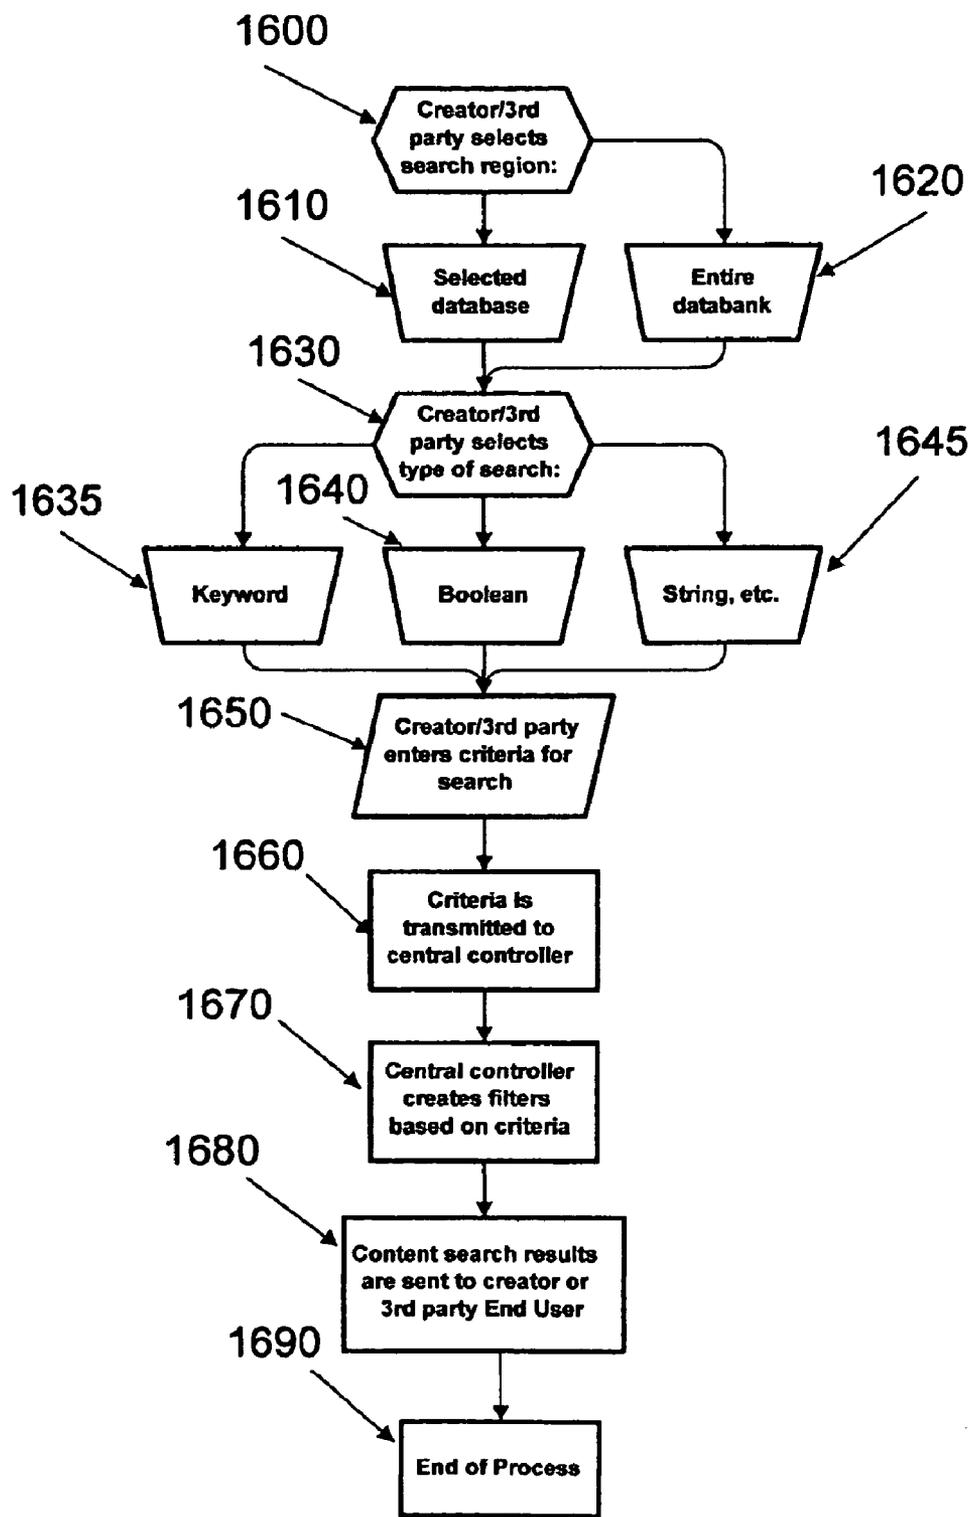 1600
Creator/3rd
party selects
search region:
1610
1620
Selected
database
Entire
databank
1630
Creator/3rd
party selects
type of search:
1645
1640
1635
Keyword
Boolean
String, etc.
1650
Creator/3rd party
enters criteria for
search
1660
Criteria is
transmitted to
central controller
1670
Central controller
creates filters
based on criteria
1680
Content search results
are sent to creator or
3rd party End User
1690
End of Process